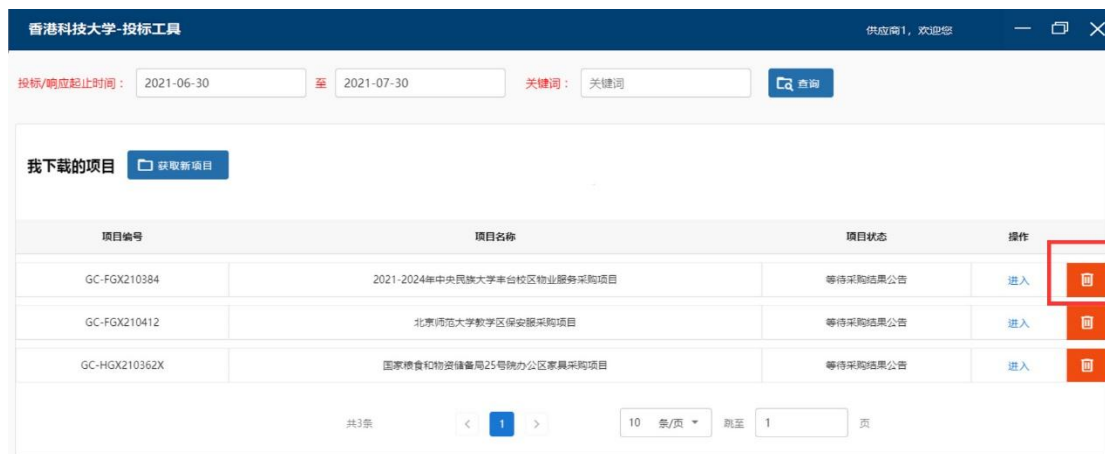 香港科技大学-投标工具
供应商1，欢迎您
投标/响应起止时间： 2021-06-30 至 2021-07-30 关键词： 关键词 查询
我下载的项目 获取新项目
项目编号 项目名称 项目状态 操作
GC-FGX210384 2021-2024年中央民族大学丰台校区物业服务采购项目 等待采购结果公告 进入
GC-FGX210412 北京师范大学教学区保安服采购项目 等待采购结果公告 进入
GC-HGX210362X 国家粮食和物资储备局25号院办公区家具采购项目 等待采购结果公告 进入
共3条 < 1 > 10 条/页 跳至 1 页